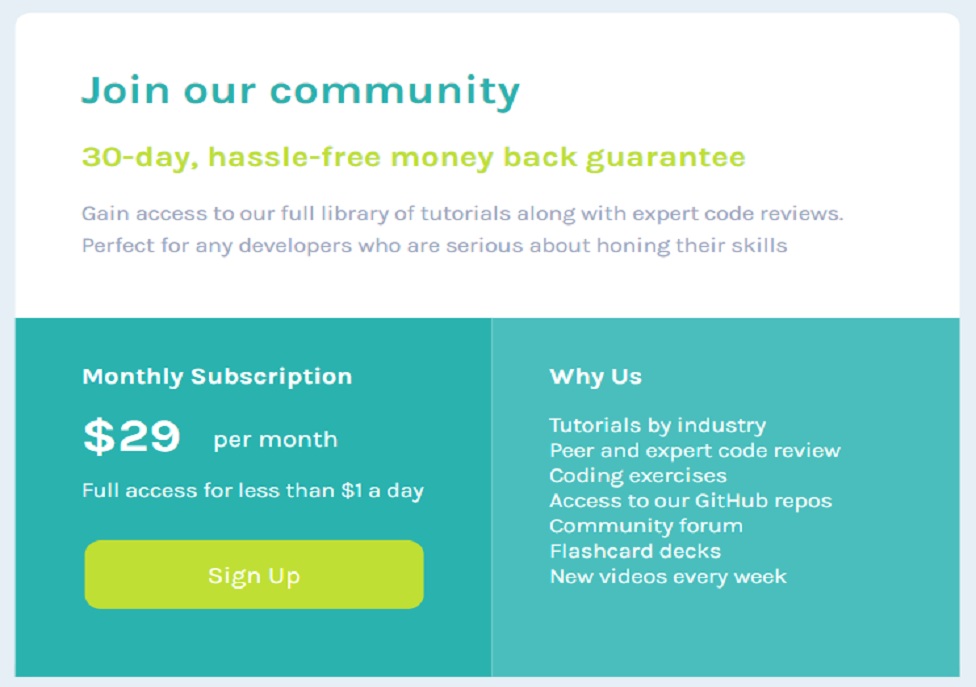 Join our community
30-day, hassle-free money back guarantee
Gain access to our full library of tutorials along with expert code reviews.
Perfect for any developers who are serious about honing their skills
Monthly Subscription
$29 per month
Full access for less than $1 a day
Sign Up
Why Us
Tutorials by industry
Peer and expert code review
Coding exercises
Access to our GitHub repos
Community forum
Flashcard decks
New videos every week